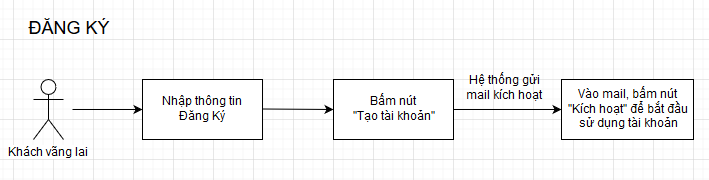 ĐĂNG KÝ
Khách vãng lai
Nhập thông tin
Đăng Ký
Bấm nút
"Tạo tài khoản"
Hệ thống gửi
mail kích hoạt
Vào mail, bấm nút
"Kích hoạt" để bắt đầu
sử dụng tài khoản